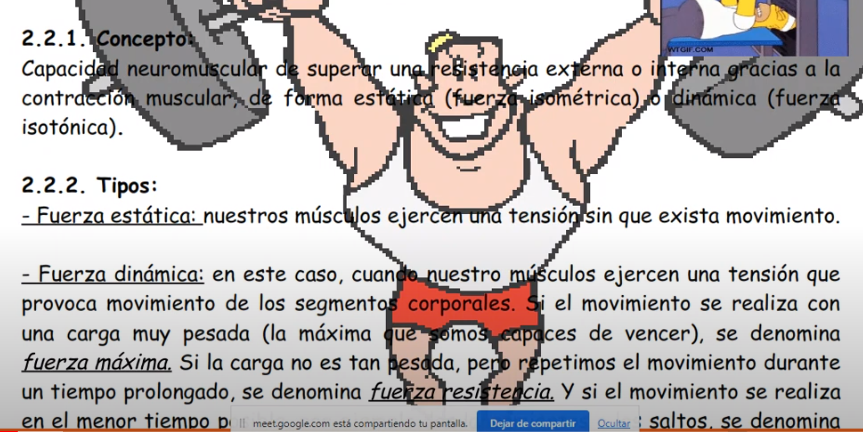 WTGIF.COM
2.2.1. Concepto:
Capacidad neuromuscular de superar una resistencia externa o interna gracias a la
contracción muscular, de forma estática (fuerza isométrica) o dinámica (fuerza
isotónica).
2.2.2. Tipos:
- Fuerza estática: nuestros músculos ejercen una tensión sin que exista movimiento.
- Fuerza dinámica: en este caso, cuando nuestro músculos ejercen una tensión que
provoca movimiento de los segmentos corporales. Si el movimiento se realiza con
una carga muy pesada (la máxima que somos capaces de vencer), se denomina
fuerza máxima. Si la carga no es tan pesada, pero repetimos el movimiento durante
un tiempo prolongado, se denomina fuerza resistencia. Y si el movimiento se realiza
en el menor tiempo saltos, se denomina
meet.google.com está compartiendo tu pantalla. Dejar de compartir Ocultar